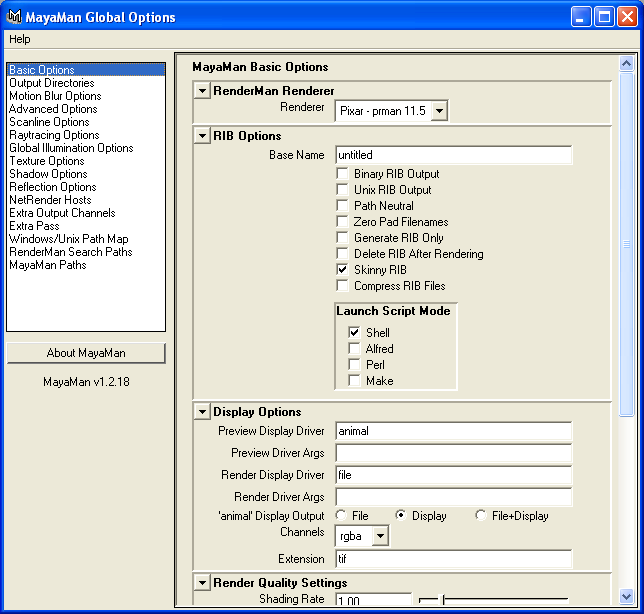 MayaMan Global Options
Help
Basic Options
Output Directories
Motion Blur Options
Advanced Options
Scanline Options
Raytracing Options
Global Illumination Options
Texture Options
Shadow Options
Reflection Options
NetRender Hosts
Extra Output Channels
Extra Pass
Windows/Unix Path Map
RenderMan Search Paths
MayaMan Paths
About MayaMan
MayaMan v1.2.18
MayaMan Basic Options
RenderMan Renderer
Renderer Pixar - prman 11.5
RIB Options
Base Name untitled
Binary RIB Output
Unix RIB Output
Path Neutral
Zero Pad Filenames
Generate RIB Only
Delete RIB After Rendering
Skinny RIB
Compress RIB Files
Launch Script Mode
Shell
Alfred
Perl
Make
Display Options
Preview Display Driver animal
Preview Driver Args
Render Display Driver file
Render Driver Args
'animal' Display Output File Display File+Display
Channels rgba
Extension tif
Render Quality Settings
Shading Rate 1.00